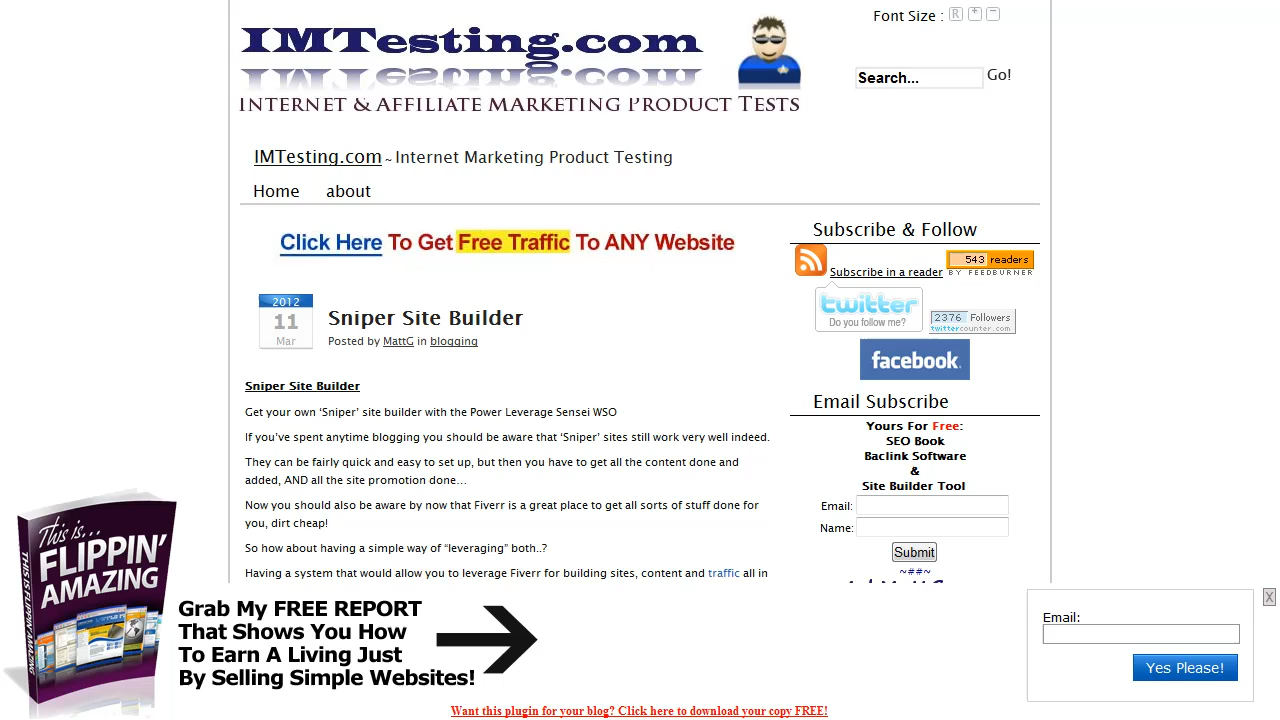 Font Size : R + −
IMTesting.com
Internet & Affiliate Marketing Product Tests
Search... Go!
IMTesting.com ~ Internet Marketing Product Testing
Home about
Click Here To Get Free Traffic To ANY Website
2012
11
Mar
Sniper Site Builder
Posted by MattG in blogging
Sniper Site Builder
Get your own ‘Sniper’ site builder with the Power Leverage Sensei WSO
If you’ve spent anytime blogging you should be aware that ‘Sniper’ sites still work very well indeed.
They can be fairly quick and easy to set up, but then you have to get all the content done and
added, AND all the site promotion done…
Now you should also be aware by now that Fiverr is a great place to get all sorts of stuff done for
you, dirt cheap!
So how about having a simple way of “leveraging” both..?
Having a system that would allow you to leverage Fiverr for building sites, content and traffic all in
Subscribe & Follow
Subscribe in a reader
543 readers
BY FEEDBURNER
twitter
Do you follow me?
2376 Followers
twittercounter.com
facebook
Email Subscribe
Yours For Free:
SEO Book
Baclink Software
&
Site Builder Tool
Email:
Name:
Submit
~##~
This is...
FLIPPIN'
AMAZING
THIS IS FLIPPIN' AMAZING
Grab My FREE REPORT
That Shows You How
To Earn A Living Just
By Selling Simple Websites!
X
Email:
Yes Please!
Want this plugin for your blog? Click here to download your copy FREE!